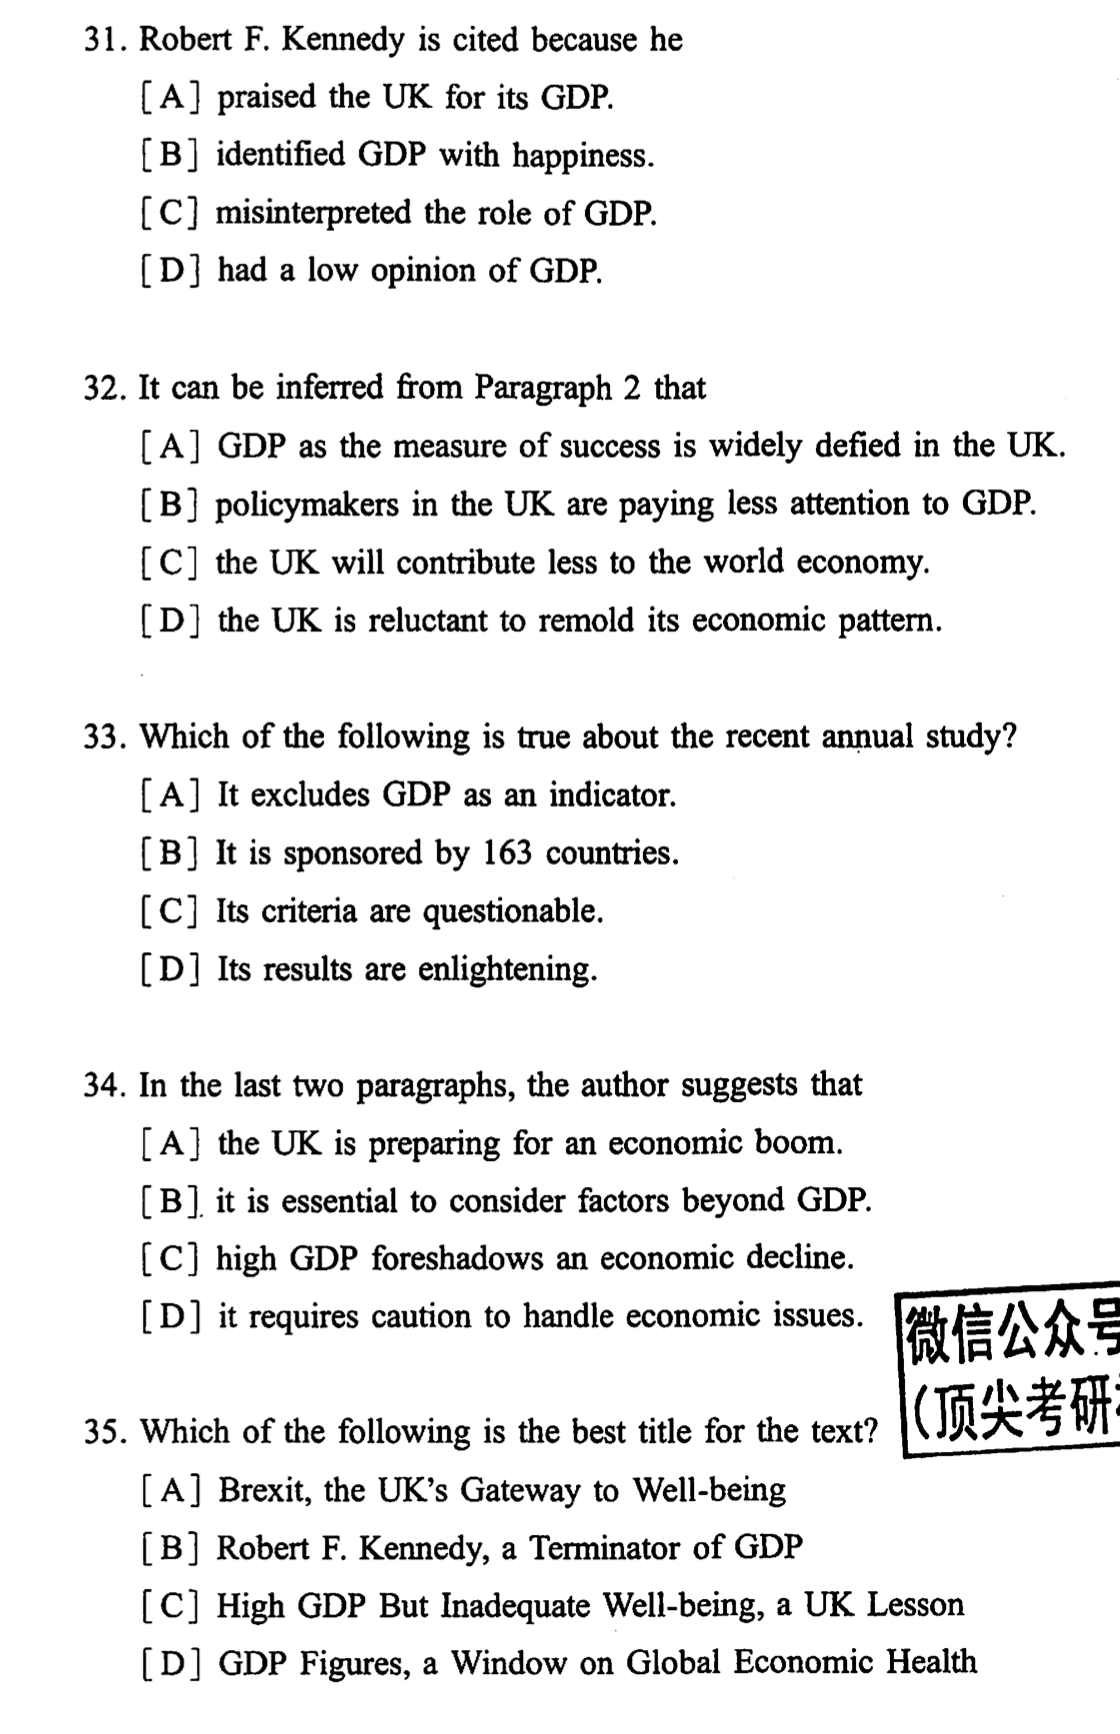 31. Robert F. Kennedy is cited because he
[A] praised the UK for its GDP.
[B] identified GDP with happiness.
[C] misinterpreted the role of GDP.
[D] had a low opinion of GDP.
32. It can be inferred from Paragraph 2 that
[A] GDP as the measure of success is widely defied in the UK.
[B] policymakers in the UK are paying less attention to GDP.
[C] the UK will contribute less to the world economy.
[D] the UK is reluctant to remold its economic pattern.
33. Which of the following is true about the recent annual study?
[A] It excludes GDP as an indicator.
[B] It is sponsored by 163 countries.
[C] Its criteria are questionable.
[D] Its results are enlightening.
34. In the last two paragraphs, the author suggests that
[A] the UK is preparing for an economic boom.
[B] it is essential to consider factors beyond GDP.
[C] high GDP foreshadows an economic decline.
[D] it requires caution to handle economic issues.
微信公众号
(顶尖考研
35. Which of the following is the best title for the text?
[A] Brexit, the UK's Gateway to Well-being
[B] Robert F. Kennedy, a Terminator of GDP
[C] High GDP But Inadequate Well-being, a UK Lesson
[D] GDP Figures, a Window on Global Economic Health